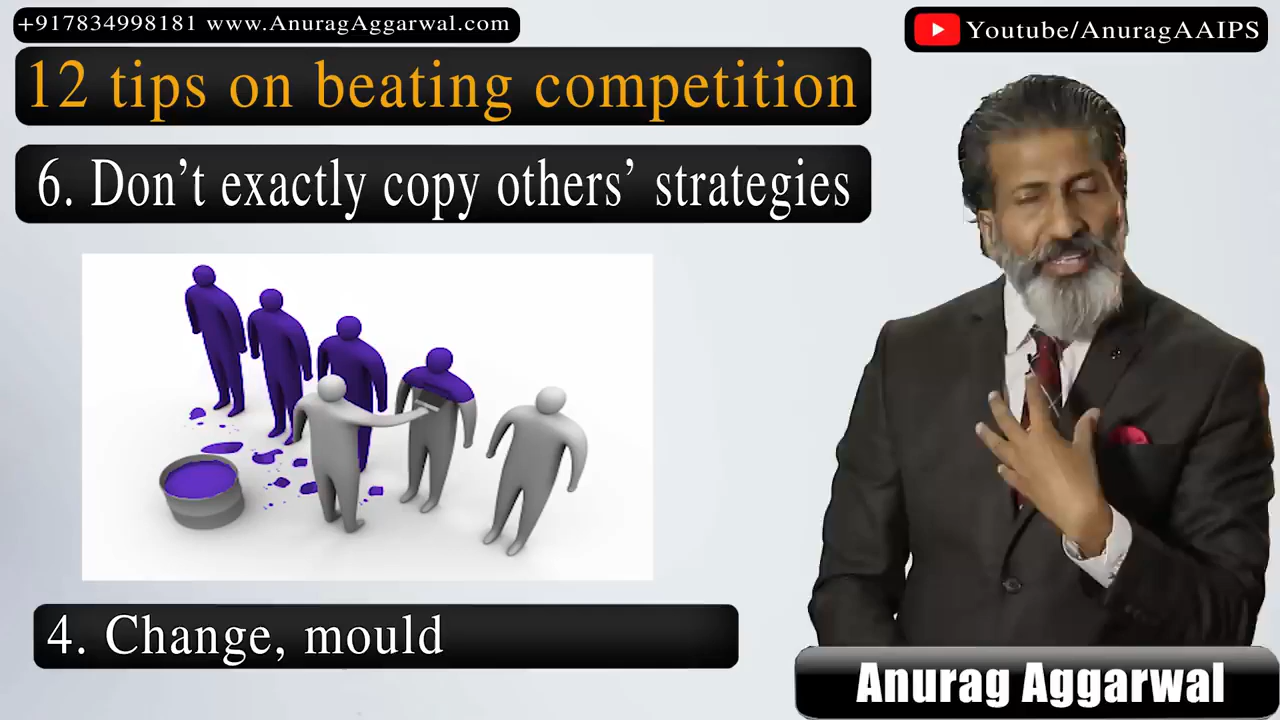 +917834998181 www.AnuragAggarwal.com
Youtube/AnuragAAIPS
12 tips on beating competition
6. Don’t exactly copy others’ strategies
4. Change, mould
Anurag Aggarwal